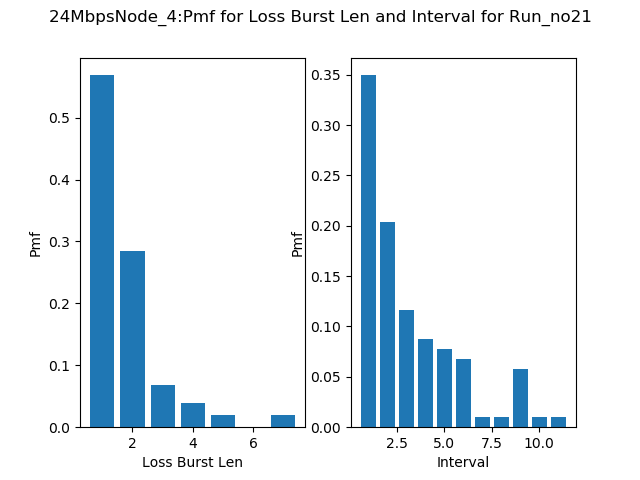 24MbpsNode_4:Pmf for Loss Burst Len and Interval for Run_no21
Pmf
0.5
0.4
0.3
0.2
0.1
0.0
2 4 6
Loss Burst Len
Pmf
0.35
0.30
0.25
0.20
0.15
0.10
0.05
0.00
2.5 5.0 7.5 10.0
Interval